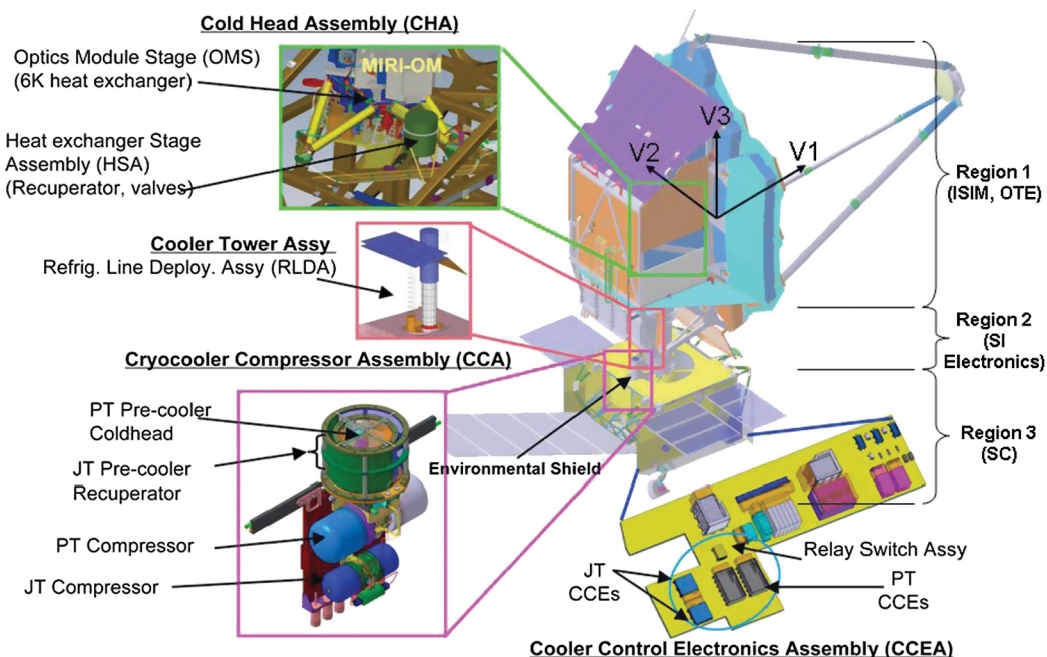 Cold Head Assembly (CHA)
Optics Module Stage (OMS)
(6K heat exchanger)
MIRI-OM
Heat exchanger Stage
Assembly (HSA)
(Recuperator, valves)
V3
V2
V1
Region 1
(ISIM, OTE)
Cooler Tower Assy
Refrig. Line Deploy. Assy (RLDA)
Region 2
(SI
Electronics)
Cryocooler Compressor Assembly (CCA)
PT Pre-cooler
Coldhead
JT Pre-cooler
Recuperator
Environmental Shield
Region 3
(SC)
PT Compressor
JT Compressor
Relay Switch Assy
JT
CCEs
PT
CCEs
Cooler Control Electronics Assembly (CCEA)